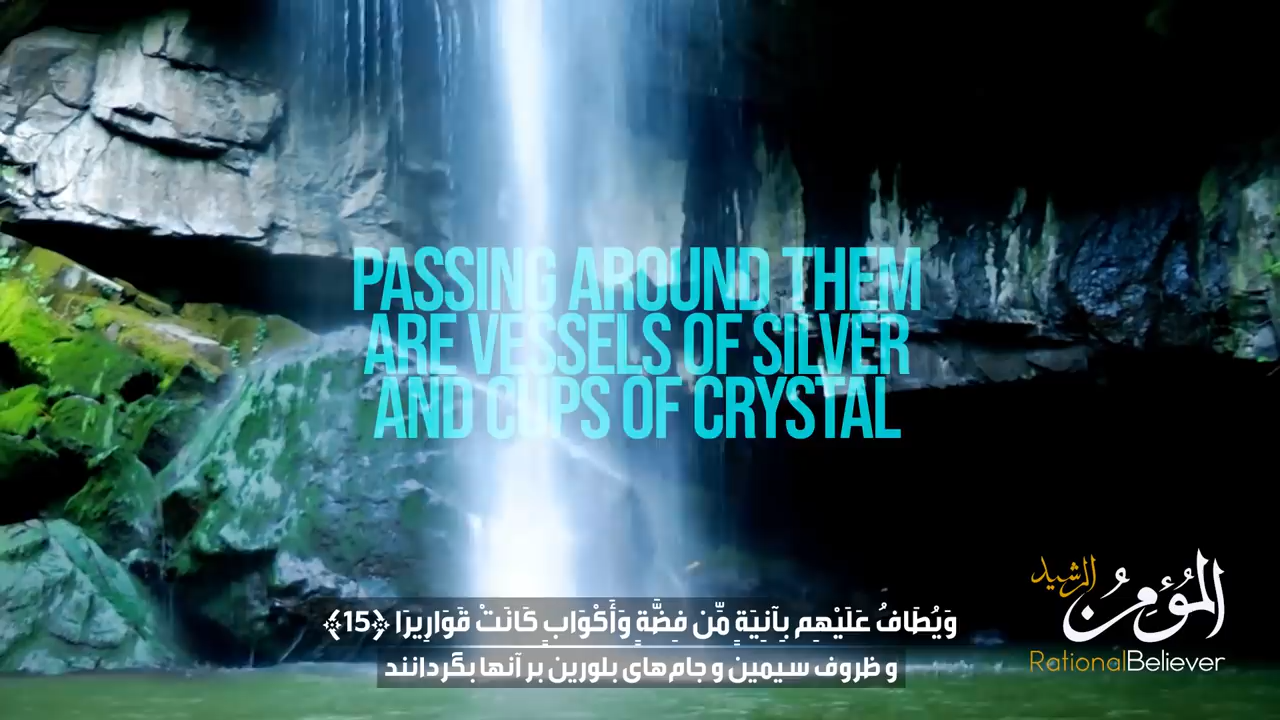 PASSING AROUND THEM
ARE VESSELS OF SILVER
AND CUPS OF CRYSTAL
وَيُطَافُ عَلَيْهِم بِآنِيَةٍ مِّن فِضَّةٍ وَأَكْوَابٍ كَانَتْ قَوَارِيرَا ﴿15﴾
و ظروف سیمین و جام‌های بلورین بر آنها بگردانند
المؤمن الرشيد
RationalBeliever